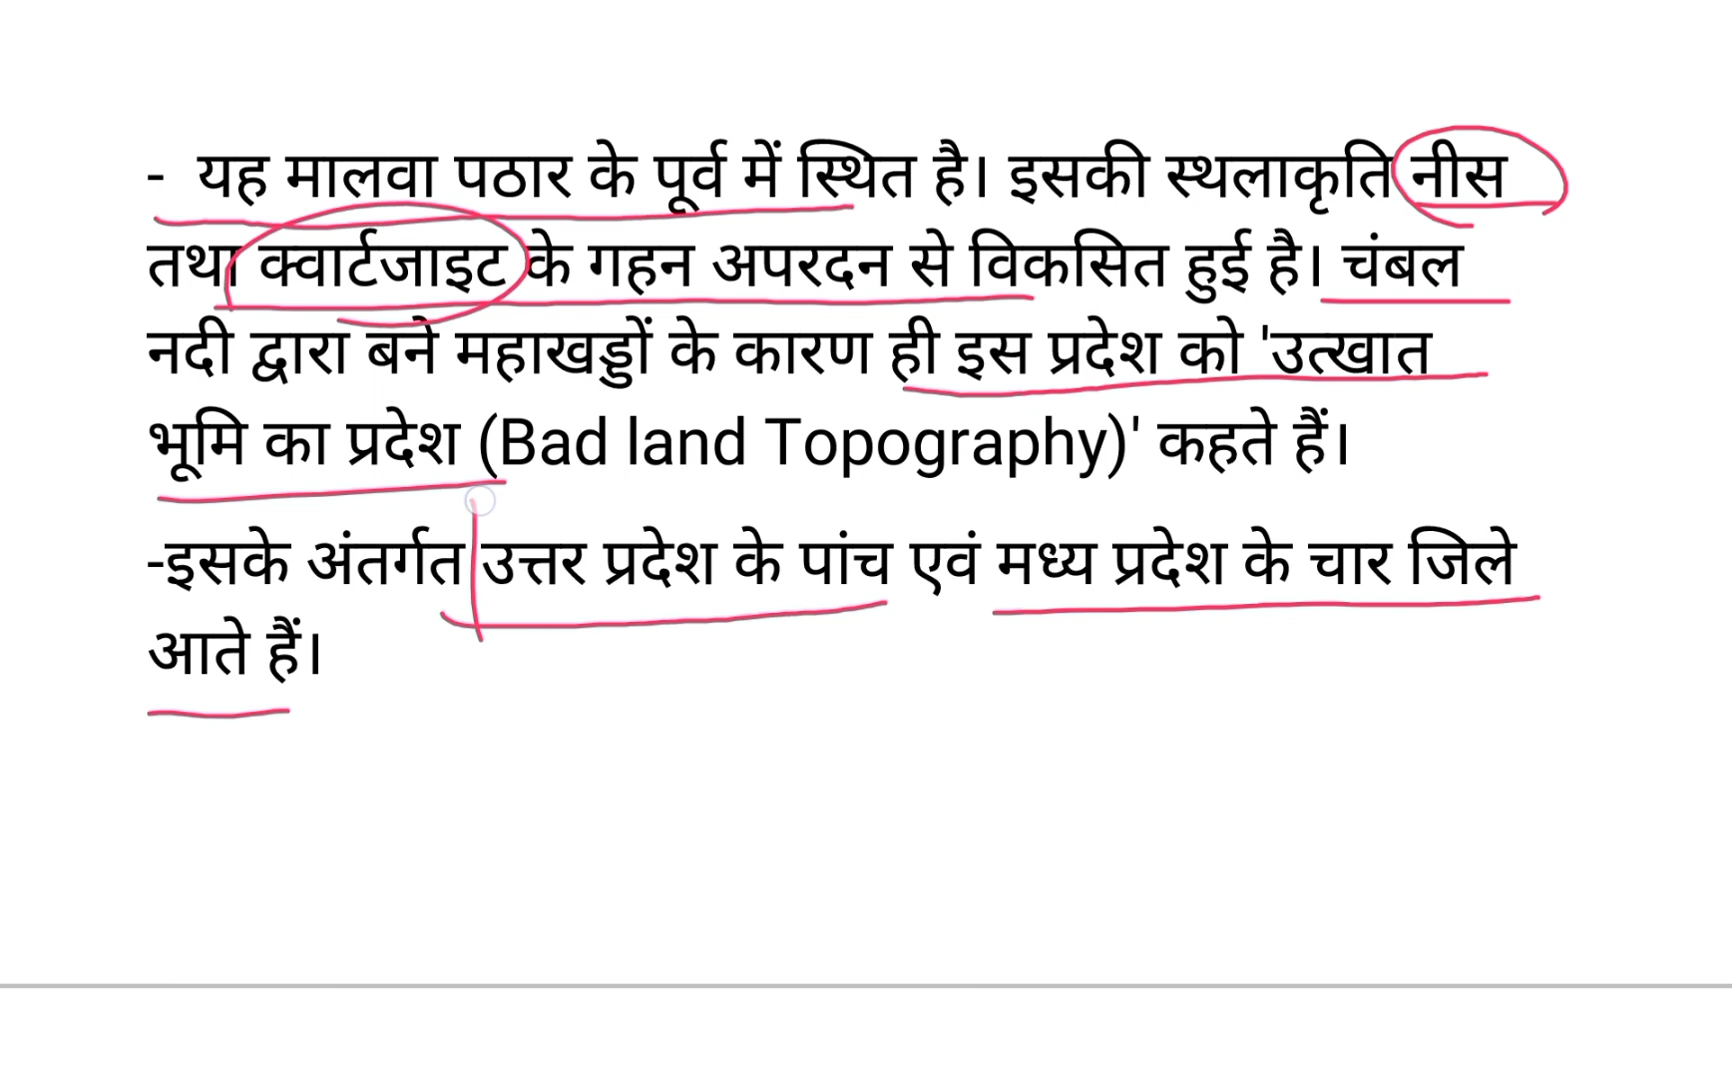 - यह मालवा पठार के पूर्व में स्थित है। इसकी स्थलाकृति नीस
तथा क्वार्टजाइट के गहन अपरदन से विकसित हुई है। चंबल
नदी द्वारा बने महाखड्डों के कारण ही इस प्रदेश को 'उत्खात
भूमि का प्रदेश (Bad land Topography)' कहते हैं।
-इसके अंतर्गत उत्तर प्रदेश के पांच एवं मध्य प्रदेश के चार जिले
आते हैं।